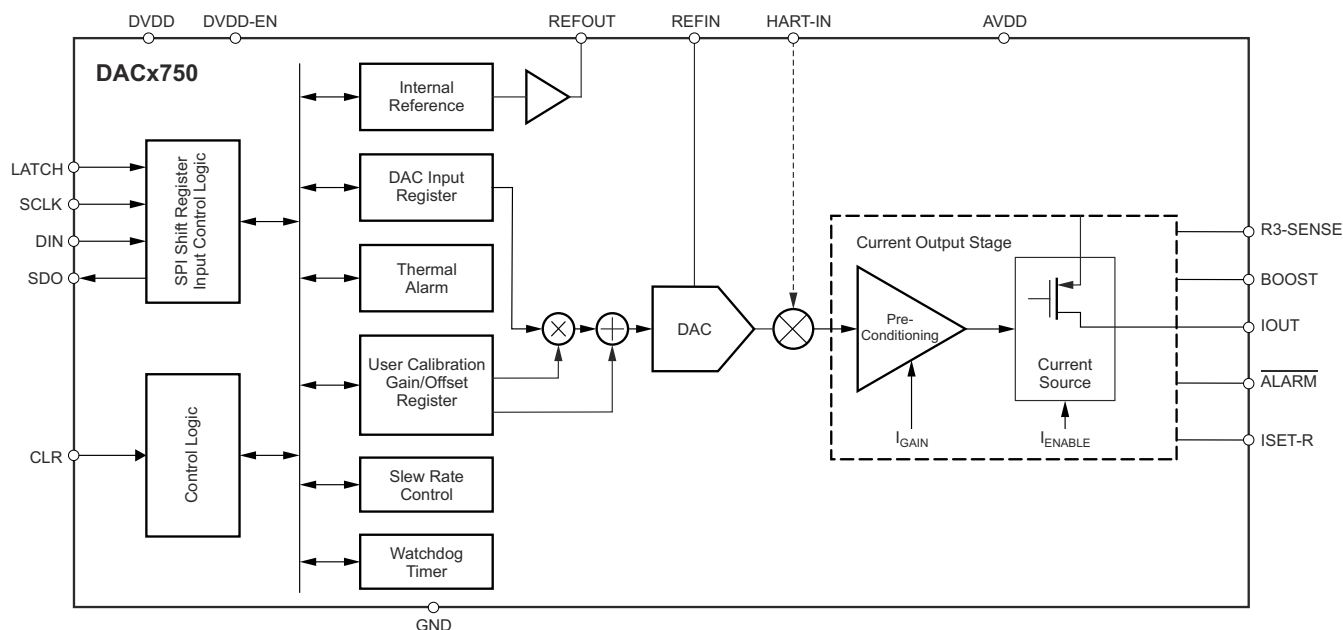 DVDD
DVDD-EN
REFOUT
REFIN
HART-IN
AVDD
DACx750
Internal
Reference
LATCH
SCLK
DIN
SDO
SPI Shift Register
Input Control Logic
DAC Input
Register
Thermal
Alarm
User Calibration
Gain/Offset
Register
DAC
Current Output Stage
Pre-
Conditioning
Current
Source
IGAIN
IENABLE
R3-SENSE
BOOST
IOUT
ALARM
ISET-R
CLR
Control Logic
Slew Rate
Control
Watchdog
Timer
GND